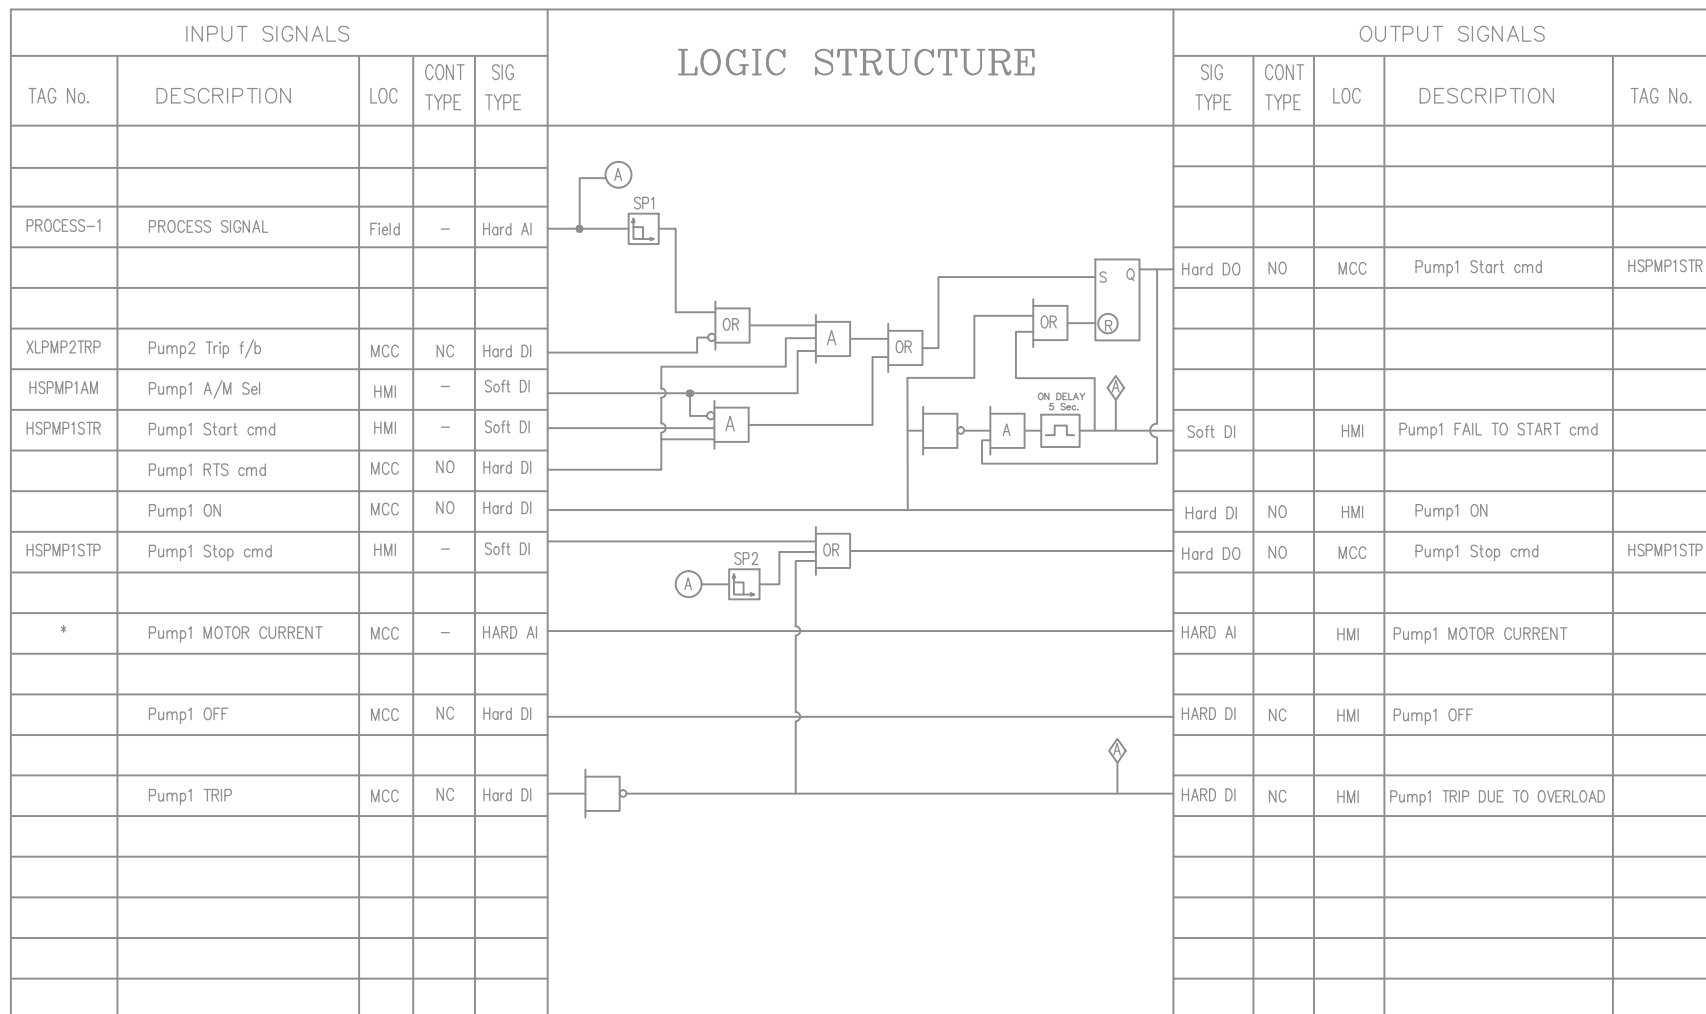 INPUT SIGNALS
LOGIC STRUCTURE
OUTPUT SIGNALS
TAG No. DESCRIPTION LOC CONT TYPE SIG TYPE
SIG TYPE CONT TYPE LOC DESCRIPTION TAG No.
A
SP1
PROCESS-1 PROCESS SIGNAL Field - Hard AI
S Q
Hard DO NO MCC Pump1 Start cmd HSPMP1STR
OR
OR
R
A
OR
XLPMP2TRP Pump2 Trip f/b MCC NC Hard DI
HSPMP1AM Pump1 A/M Sel HMI - Soft DI
A
ON DELAY
5 Sec.
HSPMP1STR Pump1 Start cmd HMI - Soft DI
A
A
Soft DI HMI Pump1 FAIL TO START cmd
Pump1 RTS cmd MCC NO Hard DI
Pump1 ON MCC NO Hard DI
Hard DI NO HMI Pump1 ON
HSPMP1STP Pump1 Stop cmd HMI - Soft DI
OR
Hard DO NO MCC Pump1 Stop cmd HSPMP1STP
SP2
A
* Pump1 MOTOR CURRENT MCC - HARD AI
HARD AI HMI Pump1 MOTOR CURRENT
Pump1 OFF MCC NC Hard DI
HARD DI NC HMI Pump1 OFF
A
Pump1 TRIP MCC NC Hard DI
HARD DI NC HMI Pump1 TRIP DUE TO OVERLOAD